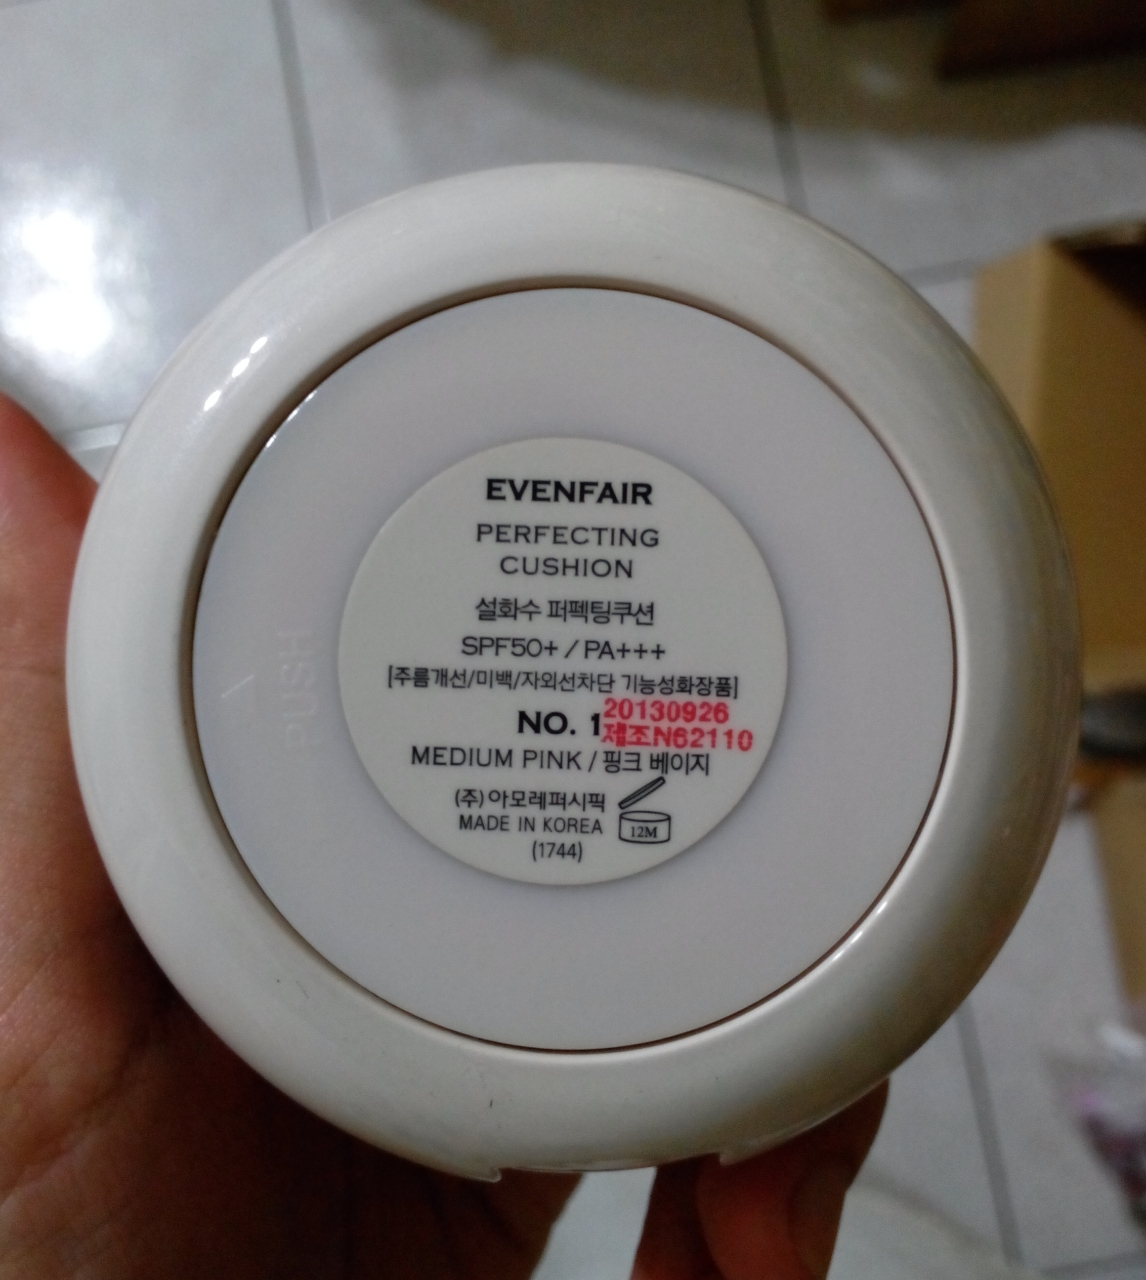 EVENFAIR
PERFECTING
CUSHION
설화수 퍼펙팅쿠션
SPF50+ / PA+++
[주름개선/미백/자외선차단 기능성화장품]
NO. 1
20130926
제조N62110
MEDIUM PINK / 핑크 베이지
(주)아모레퍼시픽
MADE IN KOREA
(1744)
12M
PUSH